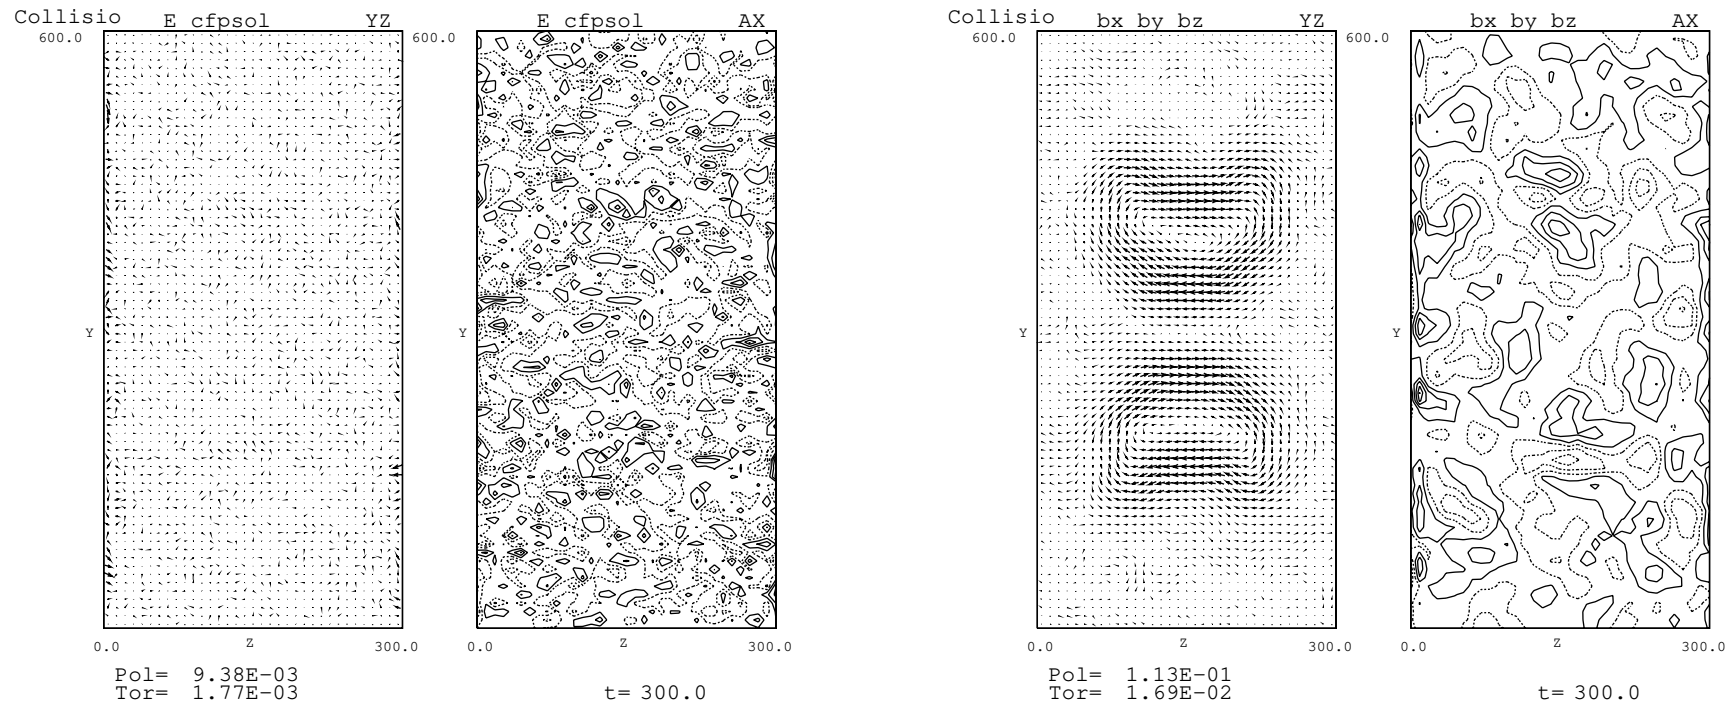 Collisio E cfpsol YZ E cfpsol AX Collisio bx by bz YZ bx by bz AX
600.0 600.0 600.0 600.0
Y Y Y Y
0.0 Z 300.0 0.0 Z 300.0 0.0 Z 300.0 0.0 Z 300.0
Pol= 9.38E-03 Pol= 1.13E-01
Tor= 1.77E-03 t= 300.0 Tor= 1.69E-02 t= 300.0